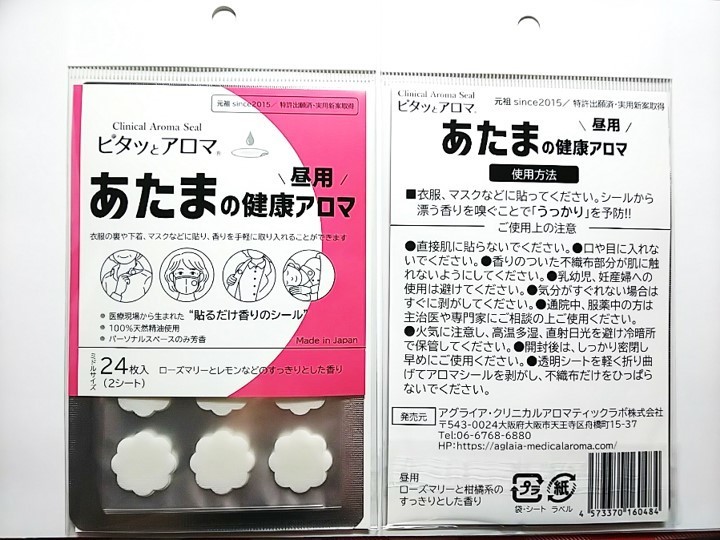 元祖 since2015／ 特許出願済・実用新案取得
Clinical Aroma Seal
ピタッとアロマ®
\ 昼用 /
あたまの健康アロマ
衣服の裏や下着、マスクなどに貼り、香りを手軽に取り入れることができます
● 医療現場から生まれた “貼るだけ香りのシール”
● 100%天然精油使用
● パーソナルスペースのみ芳香
Made in Japan
ミドルサイズ
24枚入
(2シート)
ローズマリーとレモンなどのすっきりとした香り
Clinical Aroma Seal
ピタッとアロマ®
元祖 since2015／ 特許出願済・実用新案取得
\ 昼用 /
あたまの健康アロマ
使用方法
■衣服、マスクなどに貼ってください。シールから
漂う香りを嗅ぐことで「うっかり」を予防!!
ご使用上の注意
●直接肌に貼らないでください。●口や目に入れな
いでください。●香りのついた不織布部分が肌に触
れないようにしてください。●乳幼児、妊産婦への
使用は避けてください。●気分がすぐれない場合は
すぐに剥がしてください。●通院中、服薬中の方は
主治医や専門家にご相談の上ご使用ください。
●火気に注意し、高温多湿、直射日光を避け冷暗所
で保管してください。●開封後は、しっかり密閉し
早めにご使用ください。●透明シートを軽く折り曲
げてアロマシールを剥がし、不織布だけをひっぱら
ないでください。
発売元
アグライア・クリニカルアロマティックラボ株式会社
〒543-0024大阪府大阪市天王寺区舟橋町15-37
Tel:06-6768-6880
HP:https://aglaia-medicalaroma.com/
昼用
ローズマリーと柑橘系の
すっきりとした香り
プラ
紙
袋・シート ラベル
4 573370 160484